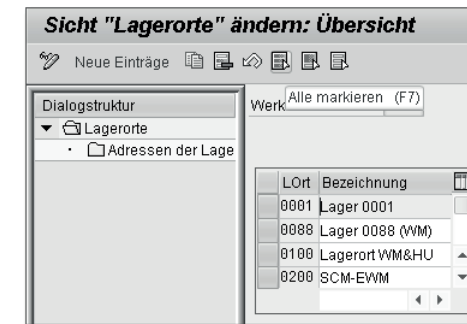 Sicht "Lagerorte" ändern: Übersicht
Neue Einträge
Dialogstruktur
Lagerorte
Adressen der Lage
Werk
Alle markieren (F7)
LOrt Bezeichnung
0001 Lager 0001
0088 Lager 0088 (WM)
0100 Lagerort WM&HU
0200 SCM-EWM